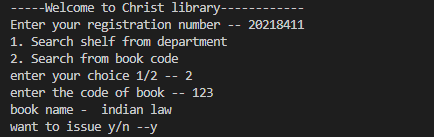 -----Welcome to Christ library------------
Enter your registration number -- 20218411
1. Search shelf from department
2. Search from book code
enter your choice 1/2 -- 2
enter the code of book -- 123
book name -  indian law
want to issue y/n --y